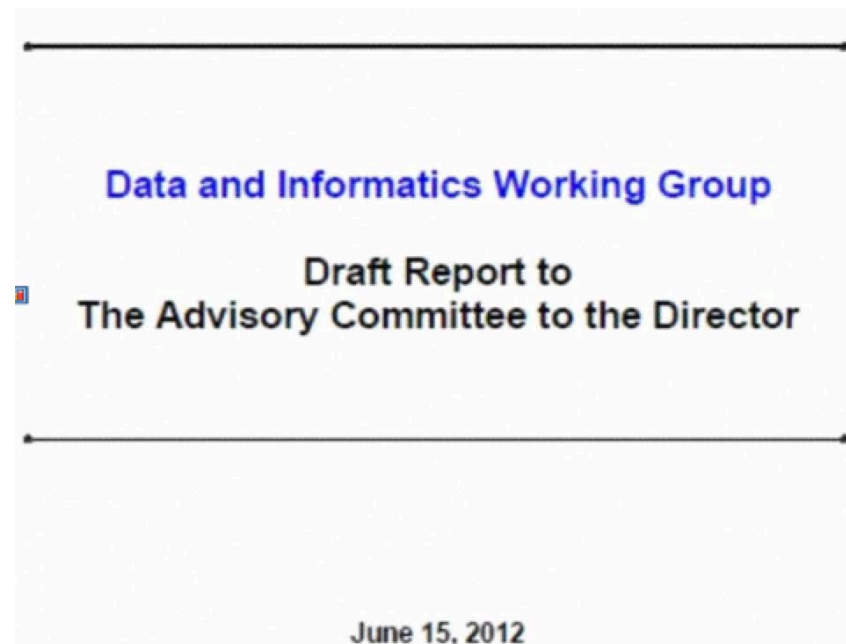 Data and Informatics Working Group
Draft Report to
The Advisory Committee to the Director
June 15, 2012